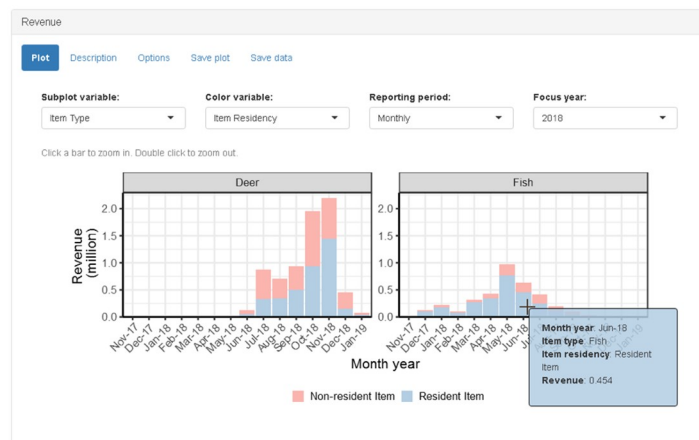 Revenue
Plot Description Options Save plot Save data
Subplot variable: Color variable: Reporting period: Focus year:
Item Type Item Residency Monthly 2018
Click a bar to zoom in. Double click to zoom out.
Deer Fish
2.0 2.0
1.5 1.5
1.0 1.0
0.5 0.5
0.0 0.0
Revenue
(million)
Nov-17 Dec-17 Jan-18 Feb-18 Mar-18 Apr-18 May-18 Jun-18 Jul-18 Aug-18 Sep-18 Oct-18 Nov-18 Dec-18 Jan-19
Nov-17 Dec-17 Jan-18 Feb-18 Mar-18 Apr-18 May-18 Jun-18
Month year: Jun-18
Item type: Fish
Item residency: Resident
Item
Revenue: 0.454
Month year
Non-resident Item Resident Item